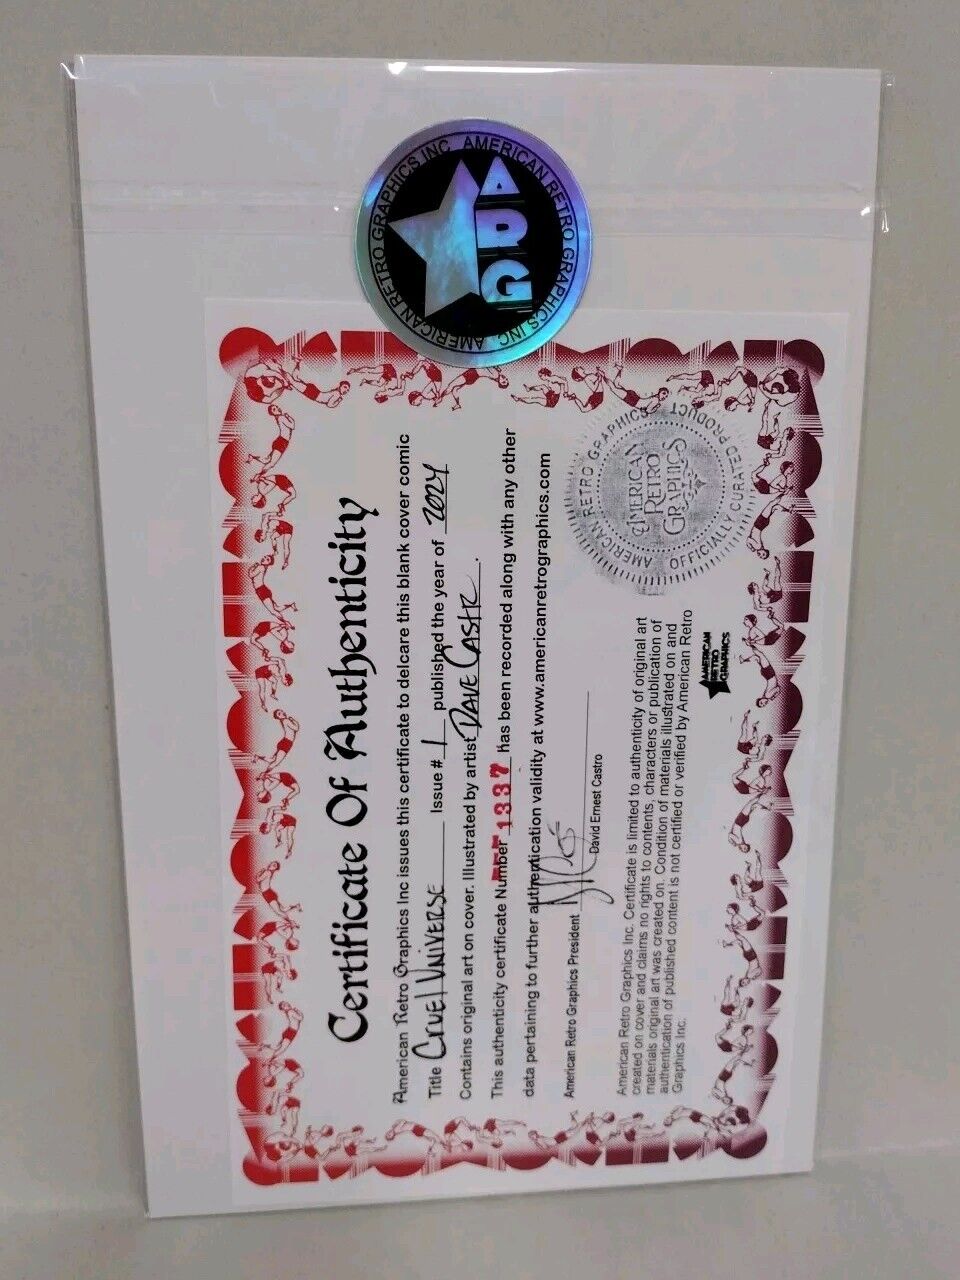 AMERICAN RETRO GRAPHICS INC. AMERICAN RETRO GRAPHICS INC.
ARG
Certificate Of Authenticity
American Retro Graphics Inc issues this certificate to delcare this blank cover comic
Title Cruel Universe Issue # 1 published the year of 2024
Contains original art on cover. Illustrated by artist Dave Castr.
This authenticity certificate Number 1337 has been recorded along with any other
data pertaining to further authentication validity at www.americanretrographics.com
American Retro Graphics President
David Ernest Castro
American Retro Graphics Inc. Certificate is limited to authenticity of original art
created on cover and claims no rights to contents, characters or publication of
materials original art was created on. Condition of materials illustrated on and
authentication of published content is not certified or verified by American Retro
Graphics Inc.
AMERICAN
RETRO
GRAPHICS
AMERICAN RETRO GRAPHICS
AMERICAN
RETRO
GRAPHICS
OFFICIALLY CURATED PRODUCT